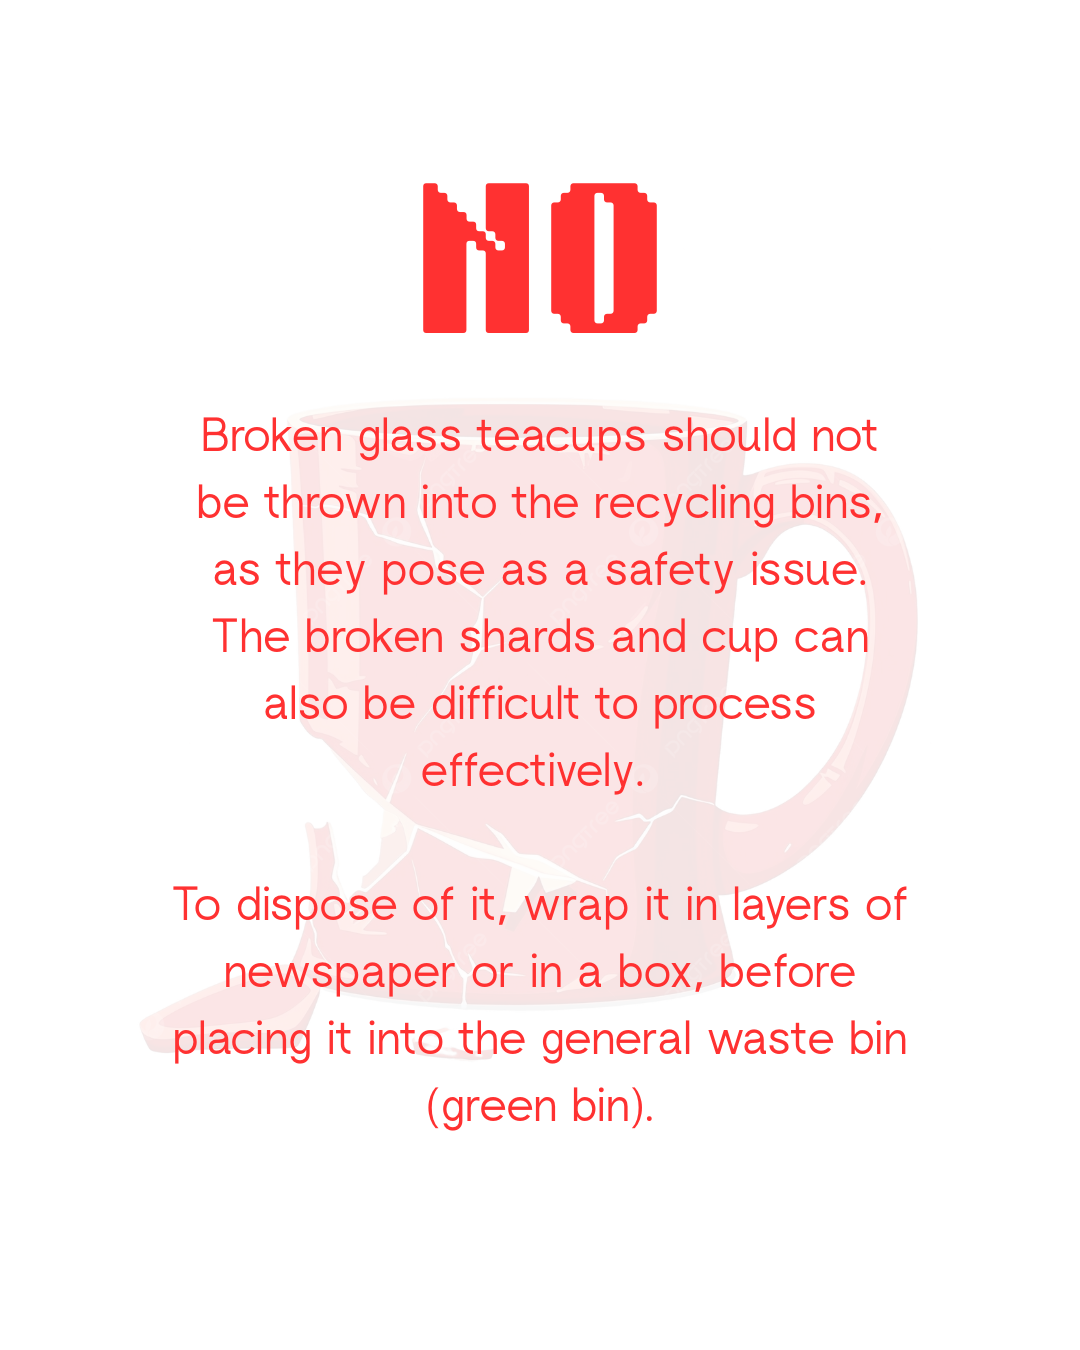 NO
Broken glass teacups should not
be thrown into the recycling bins,
as they pose as a safety issue.
The broken shards and cup can
also be difficult to process
effectively.
To dispose of it, wrap it in layers of
newspaper or in a box, before
placing it into the general waste bin
(green bin).